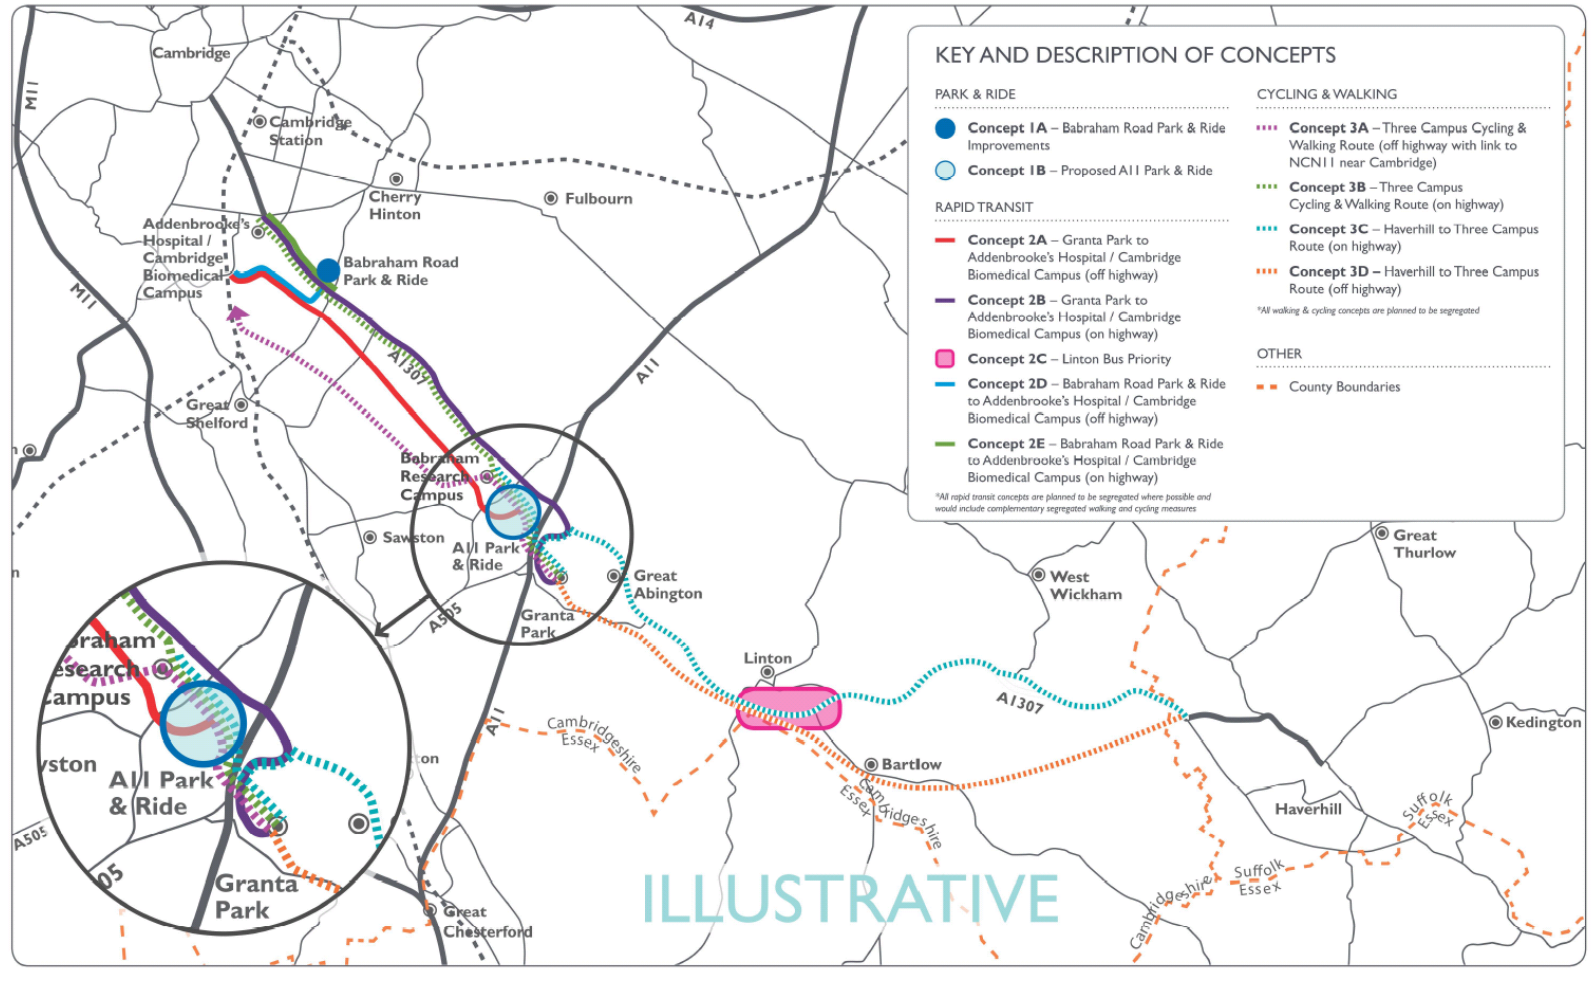 A14
Cambridge
M11
Cambridge
Station
Cherry
Hinton
Fulbourn
Addenbrooke's
Hospital /
Cambridge
Biomedical
Campus
Babraham Road
Park & Ride
M11
A11
A1307
Great
Shelford
Babraham
Research
Campus
Sawston
A11 Park
& Ride
Great
Abington
Granta
Park
A505
West
Wickham
Great
Thurlow
Linton
A1307
Kedington
Bartlow
Haverhill
A11
Cambridgeshire
Essex
Cambridgeshire
Essex
Suffolk
Essex
Suffolk
Essex
Cambridgeshire
Great
Chesterford
braham
esearch
Campus
wston
A11 Park
& Ride
ton
A505
05
Granta
Park
ILLUSTRATIVE
KEY AND DESCRIPTION OF CONCEPTS
PARK & RIDE
Concept 1A – Babraham Road Park & Ride
Improvements
Concept 1B – Proposed A11 Park & Ride
RAPID TRANSIT
Concept 2A – Granta Park to
Addenbrooke's Hospital / Cambridge
Biomedical Campus (off highway)
Concept 2B – Granta Park to
Addenbrooke's Hospital / Cambridge
Biomedical Campus (on highway)
Concept 2C – Linton Bus Priority
Concept 2D – Babraham Road Park & Ride
to Addenbrooke's Hospital / Cambridge
Biomedical Campus (off highway)
Concept 2E – Babraham Road Park & Ride
to Addenbrooke's Hospital / Cambridge
Biomedical Campus (on highway)
*All rapid transit concepts are planned to be segregated where possible and
would include complementary segregated walking and cycling measures
CYCLING & WALKING
Concept 3A – Three Campus Cycling &
Walking Route (off highway with link to
NCN11 near Cambridge)
Concept 3B – Three Campus
Cycling & Walking Route (on highway)
Concept 3C – Haverhill to Three Campus
Route (on highway)
Concept 3D – Haverhill to Three Campus
Route (off highway)
*All walking & cycling concepts are planned to be segregated
OTHER
County Boundaries